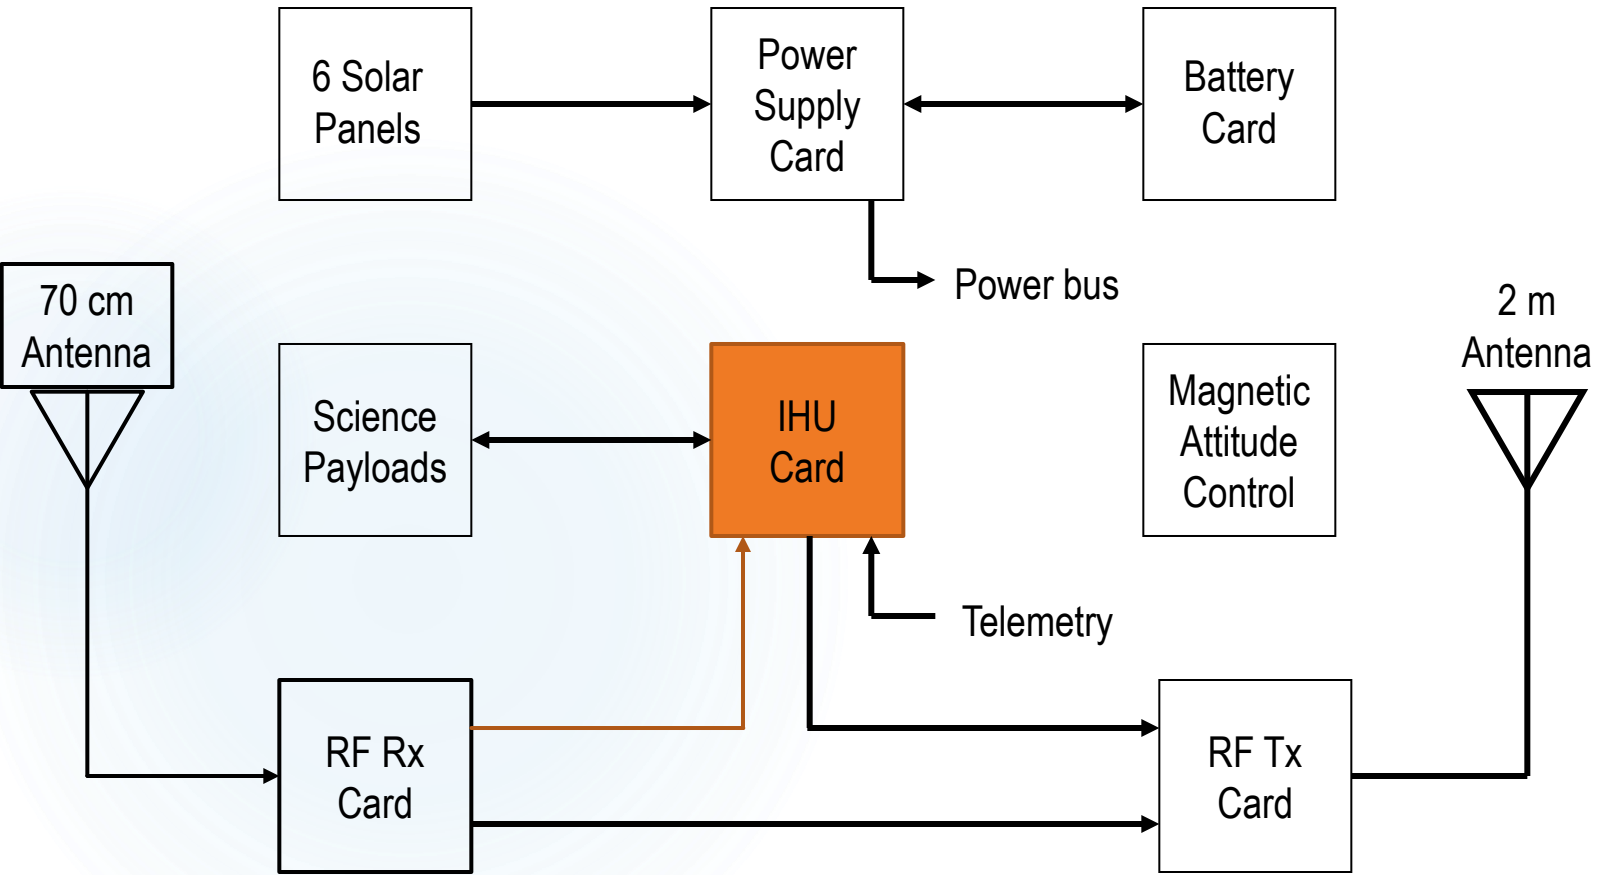 6 Solar
Panels
Power
Supply
Card
Battery
Card
Power bus
70 cm
Antenna
2 m
Antenna
Science
Payloads
IHU
Card
Magnetic
Attitude
Control
Telemetry
RF Rx
Card
RF Tx
Card